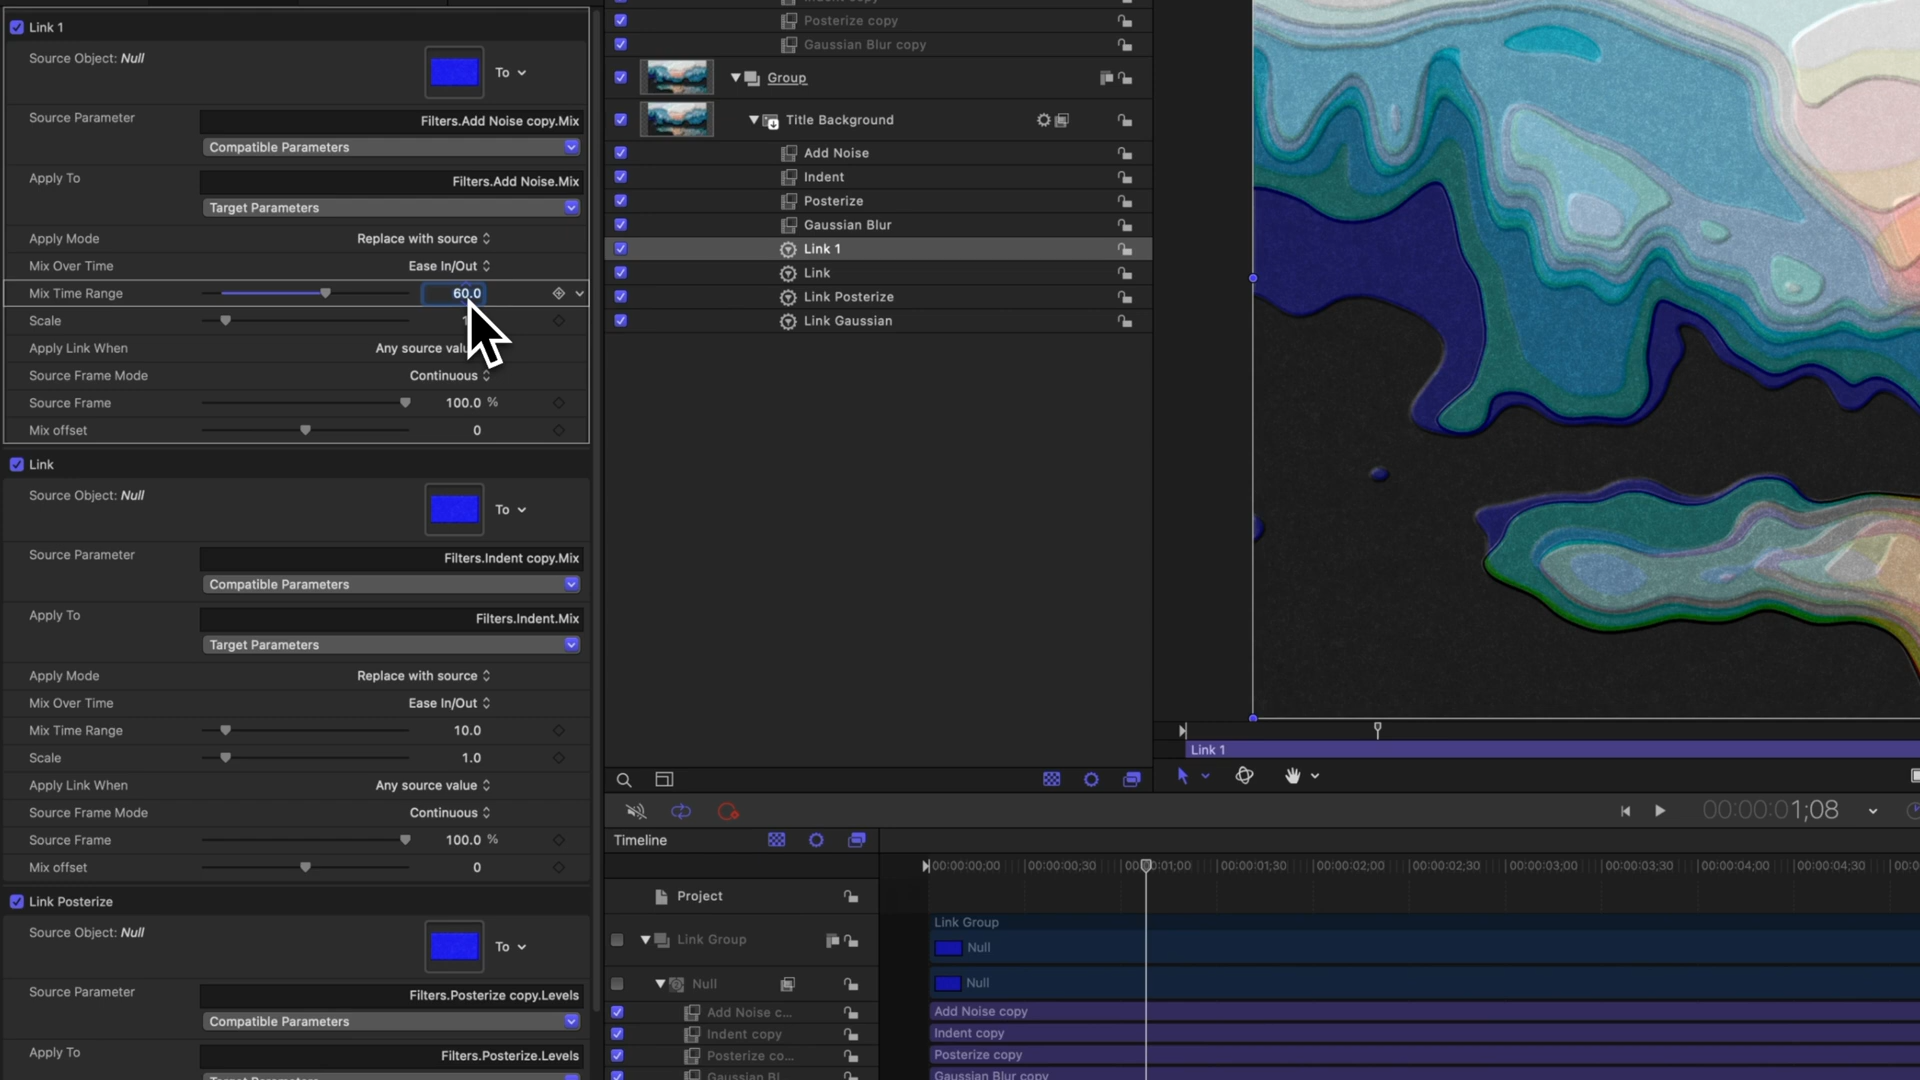 Link 1
Source Object: Null
To
Source Parameter
Filters.Add Noise copy.Mix
Compatible Parameters
Apply To
Filters.Add Noise.Mix
Target Parameters
Apply Mode
Replace with source
Mix Over Time
Ease In/Out
Mix Time Range
60.0
Scale
Apply Link When
Any source
Source Frame Mode
Continuous
Source Frame
100.0 %
Mix offset
0
Link
Source Object: Null
To
Source Parameter
Filters.Indent copy.Mix
Compatible Parameters
Apply To
Filters.Indent.Mix
Target Parameters
Apply Mode
Replace with source
Mix Over Time
Ease In/Out
Mix Time Range
10.0
Scale
1.0
Apply Link When
Any source value
Source Frame Mode
Continuous
Source Frame
100.0 %
Mix offset
0
Link Posterize
Source Object: Null
To
Source Parameter
Filters.Posterize copy.Levels
Compatible Parameters
Apply To
Filters.Posterize.Levels
Posterize copy
Gaussian Blur copy
Group
Title Background
Add Noise
Indent
Posterize
Gaussian Blur
Link 1
Link
Link Posterize
Link Gaussian
Link 1
00:00:01;08
Timeline
00:00:00;00
00:00:00;30
00:00:01;00
00:00:01;30
00:00:02;00
00:00:02;30
00:00:03;00
00:00:03;30
00:00:04;00
00:00:04;30
Project
Link Group
Null
Add Noise c...
Indent copy
Posterize co...
Link Group
Null
Null
Add Noise copy
Indent copy
Posterize copy
Gaussian Blur copy